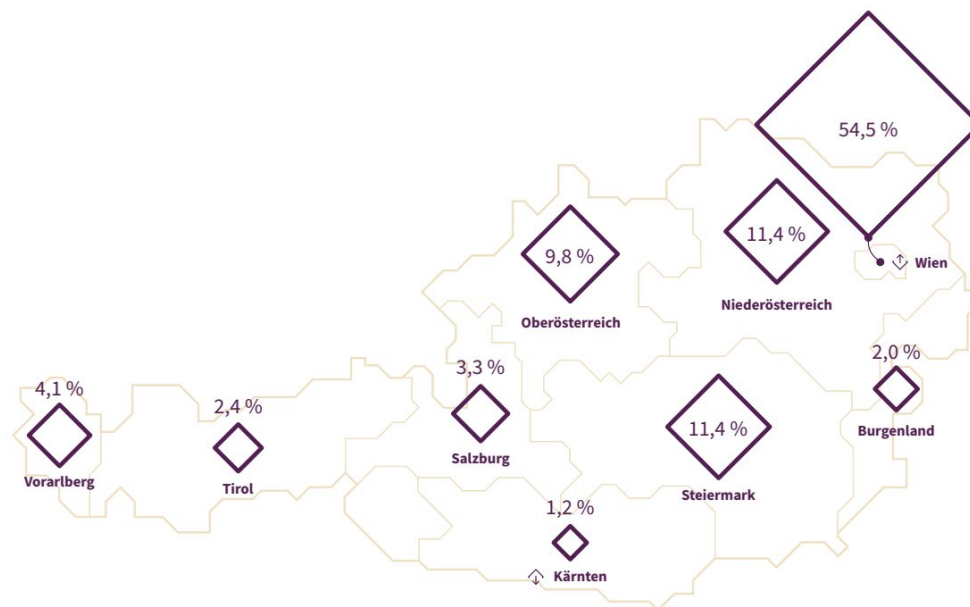 54,5 %
Wien
11,4 %
Niederösterreich
9,8 %
Oberösterreich
2,0 %
Burgenland
3,3 %
Salzburg
4,1 %
Vorarlberg
2,4 %
Tirol
11,4 %
Steiermark
1,2 %
Kärnten